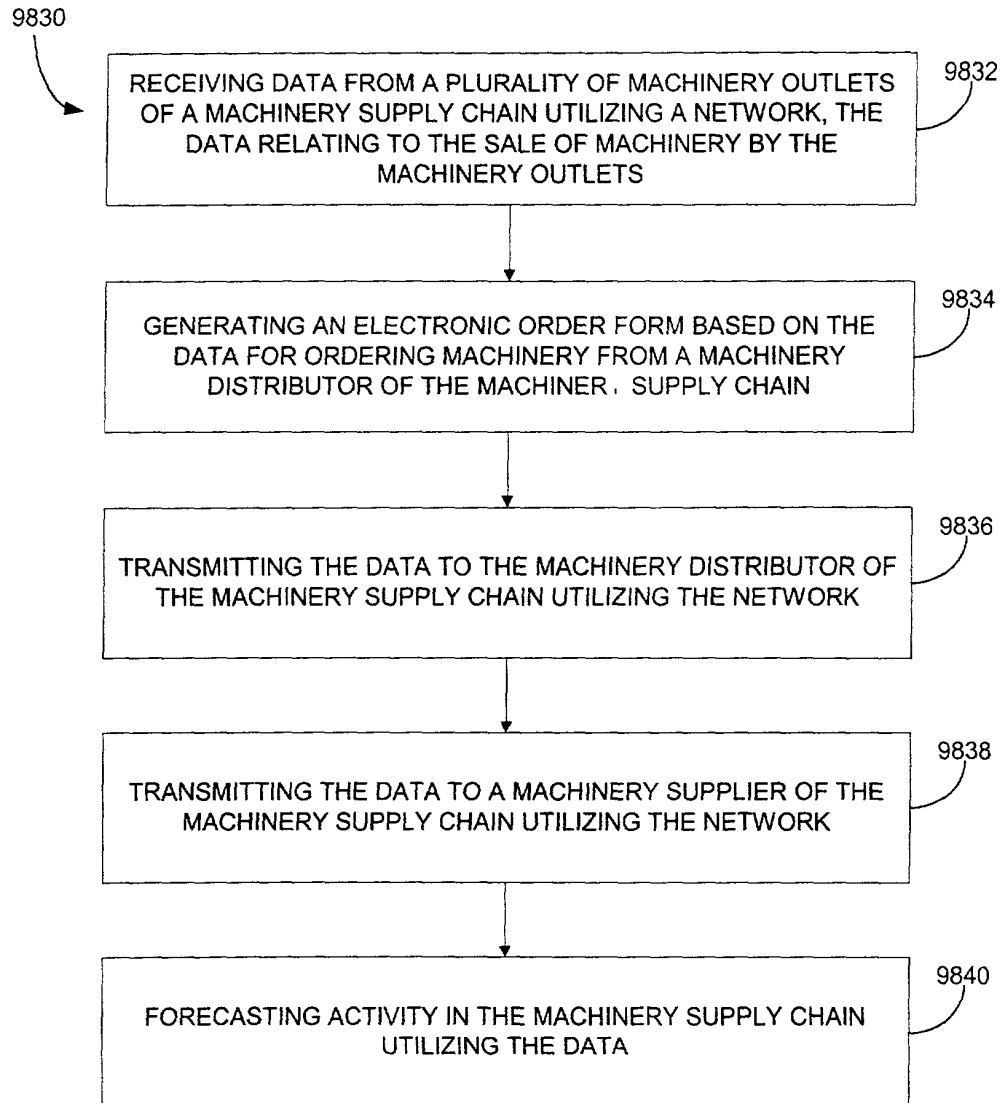 9830
RECEIVING DATA FROM A PLURALITY OF MACHINERY OUTLETS
OF A MACHINERY SUPPLY CHAIN UTILIZING A NETWORK, THE
DATA RELATING TO THE SALE OF MACHINERY BY THE
MACHINERY OUTLETS
9832
GENERATING AN ELECTRONIC ORDER FORM BASED ON THE
DATA FOR ORDERING MACHINERY FROM A MACHINERY
DISTRIBUTOR OF THE MACHINER. SUPPLY CHAIN
9834
TRANSMITTING THE DATA TO THE MACHINERY DISTRIBUTOR OF
THE MACHINERY SUPPLY CHAIN UTILIZING THE NETWORK
9836
TRANSMITTING THE DATA TO A MACHINERY SUPPLIER OF THE
MACHINERY SUPPLY CHAIN UTILIZING THE NETWORK
9838
FORECASTING ACTIVITY IN THE MACHINERY SUPPLY CHAIN
UTILIZING THE DATA
9840